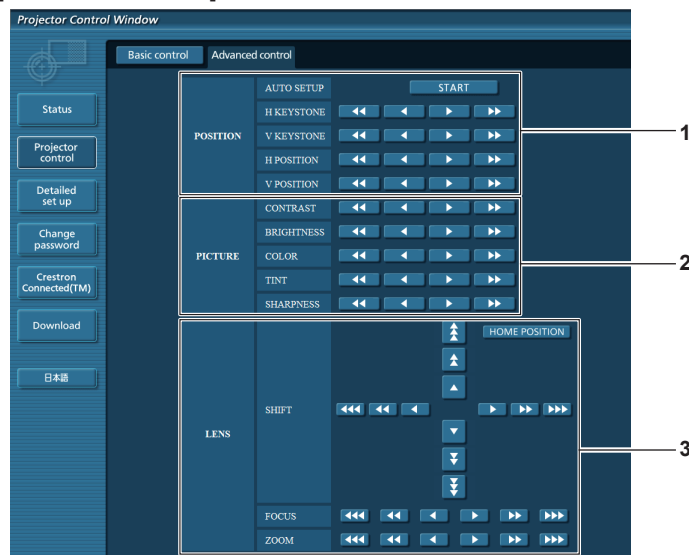 Projector Control Window
Basic control
Advanced control
Status
Projector
control
Detailed
set up
Change
password
Crestron
Connected(TM)
Download
日本語
POSITION
AUTO SETUP
START
H KEYSTONE
V KEYSTONE
H POSITION
V POSITION
1
PICTURE
CONTRAST
BRIGHTNESS
COLOR
TINT
SHARPNESS
2
LENS
HOME POSITION
SHIFT
FOCUS
ZOOM
3